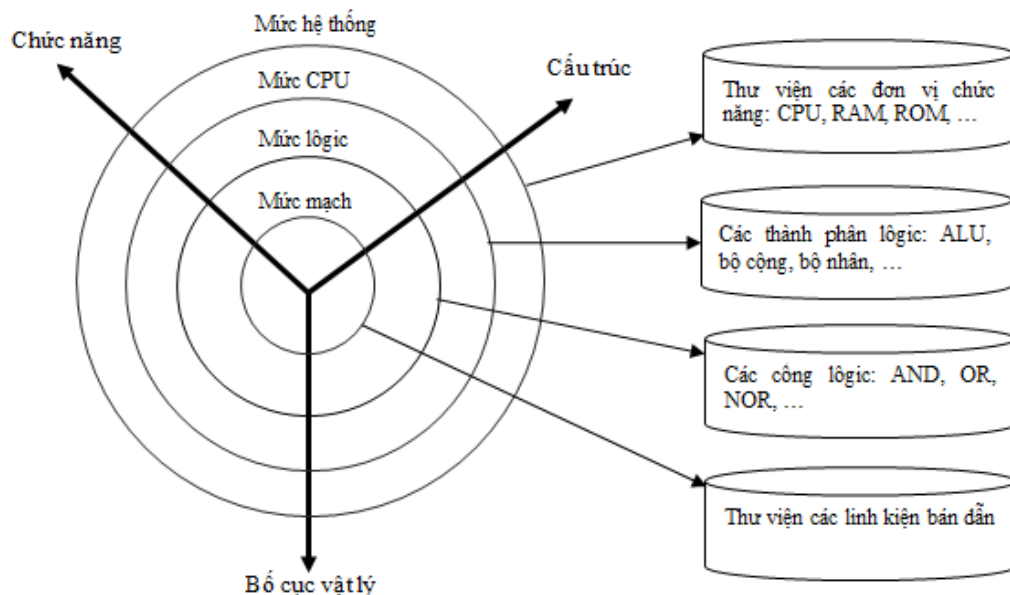 Mức hệ thống
Chức năng
Cấu trúc
Mức CPU
Mức lôgic
Mức mạch
Bố cục vật lý
Thư viện các đơn vị chức
năng: CPU, RAM, ROM, …
Các thành phân lôgic: ALU,
bộ cộng, bộ nhân, …
Các công lôgic: AND, OR,
NOR, …
Thư viện các linh kiện bán dẫn